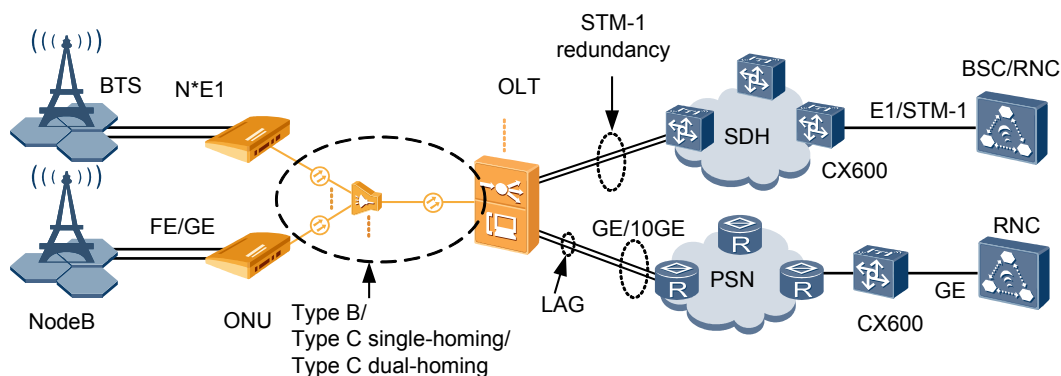 STM-1
redundancy
BTS
N*E1
OLT
SDH
BSC/RNC
E1/STM-1
CX600
FE/GE
GE/10GE
R
R
R
PSN
RNC
LAG
GE
CX600
NodeB
ONU
Type B/
Type C single-homing/
Type C dual-homing